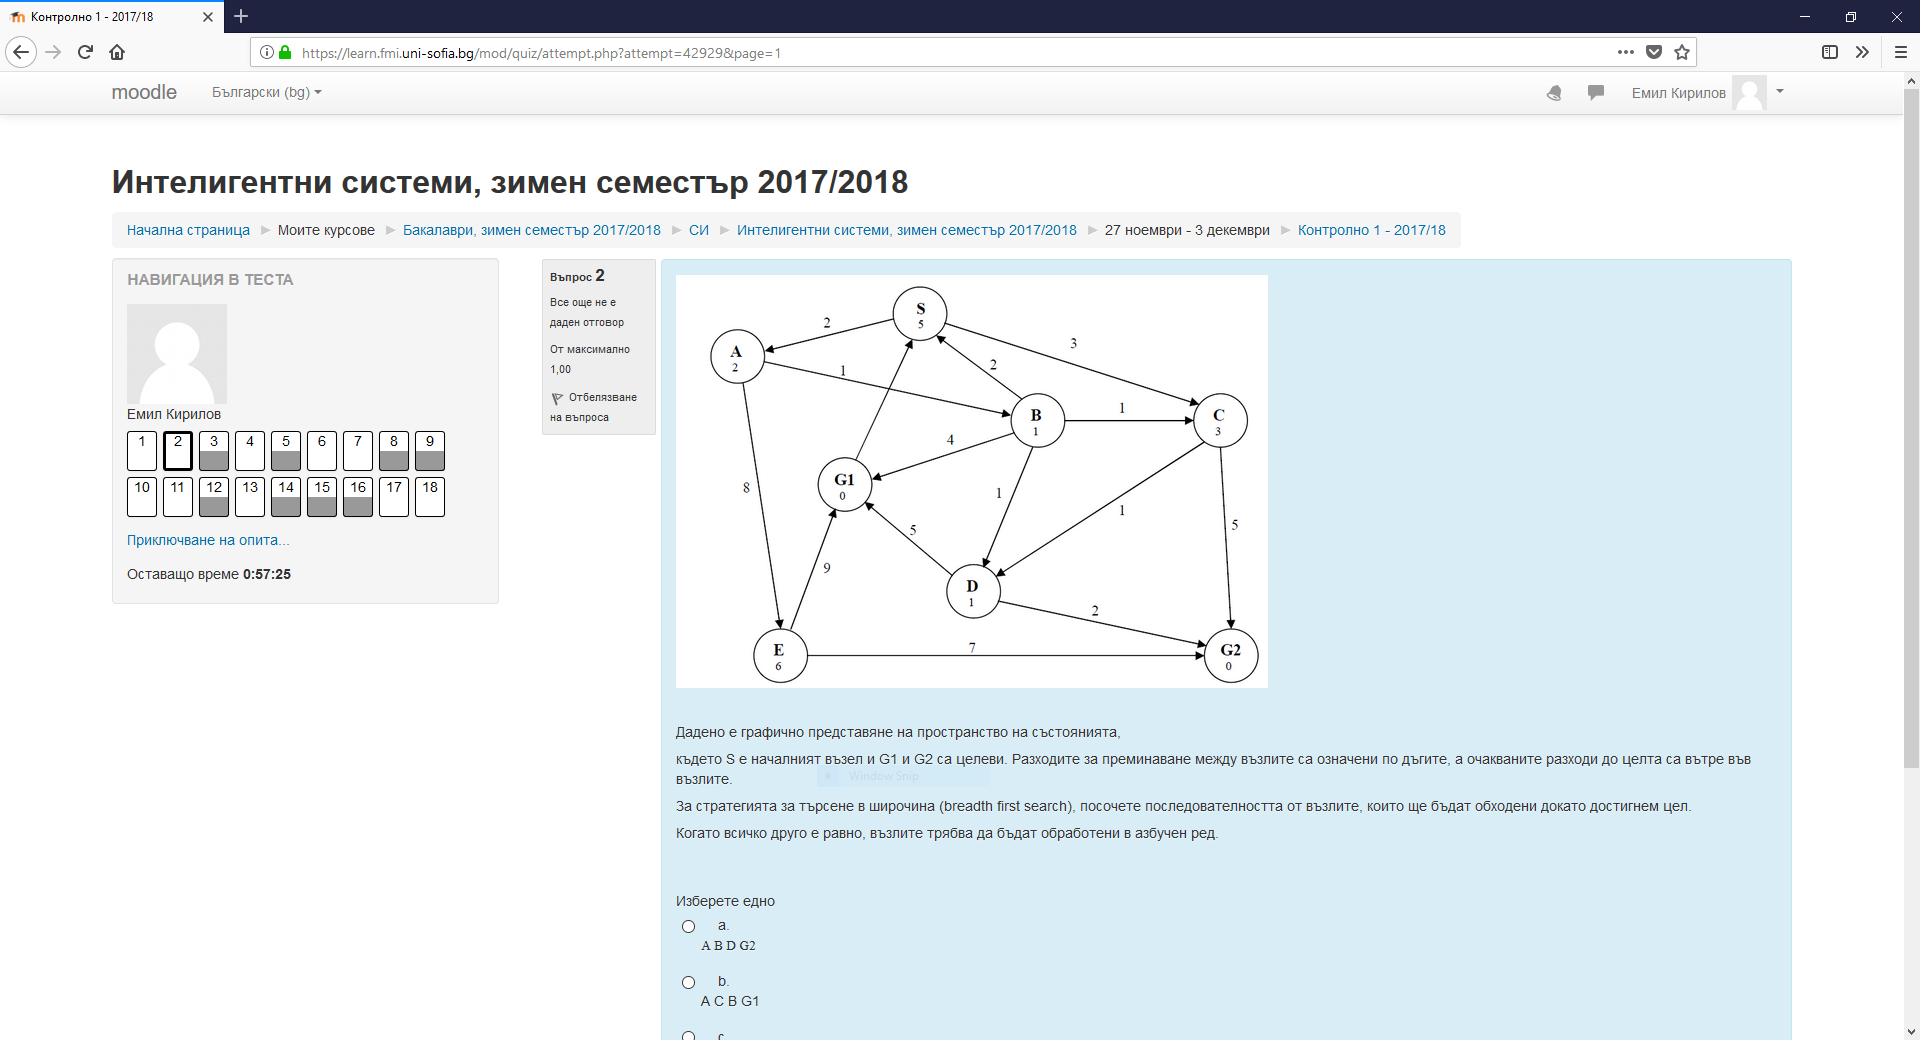 Контролно 1 - 2017/18
https://learn.fmi.uni-sofia.bg/mod/quiz/attempt.php?attempt=42929&page=1
moodle
Български (bg)
Емил Кирилов
Интелигентни системи, зимен семестър 2017/2018
Начална страница ► Моите курсове ► Бакалаври, зимен семестър 2017/2018 ► СИ ► Интелигентни системи, зимен семестър 2017/2018 ► 27 ноември - 3 декември ► Контролно 1 - 2017/18
НАВИГАЦИЯ В ТЕСТА
Емил Кирилов
1 2 3 4 5 6 7 8 9
10 11 12 13 14 15 16 17 18
Приключване на опита...
Оставащо време 0:57:25
Въпрос 2
Все още не е
даден отговор
От максимално
1,00
Отбелязване
на въпроса
S
5
2
3
A
2
2
1
B
1
1
C
3
4
G1
0
8
1
1
5
5
9
D
1
2
E
6
7
G2
0
Дадено е графично представяне на пространство на състоянията,
където S е началният възел и G1 и G2 са целеви. Разходите за преминаване между възлите са означени по дъгите, а очакваните разходи до целта са вътре във
възлите.
Window Snip
За стратегията за търсене в широчина (breadth first search), посочете последователността от възлите, които ще бъдат обходени докато достигнем цел.
Когато всичко друго е равно, възлите трябва да бъдат обработени в азбучен ред.
Изберете едно
a.
A B D G2
b.
A C B G1
c.